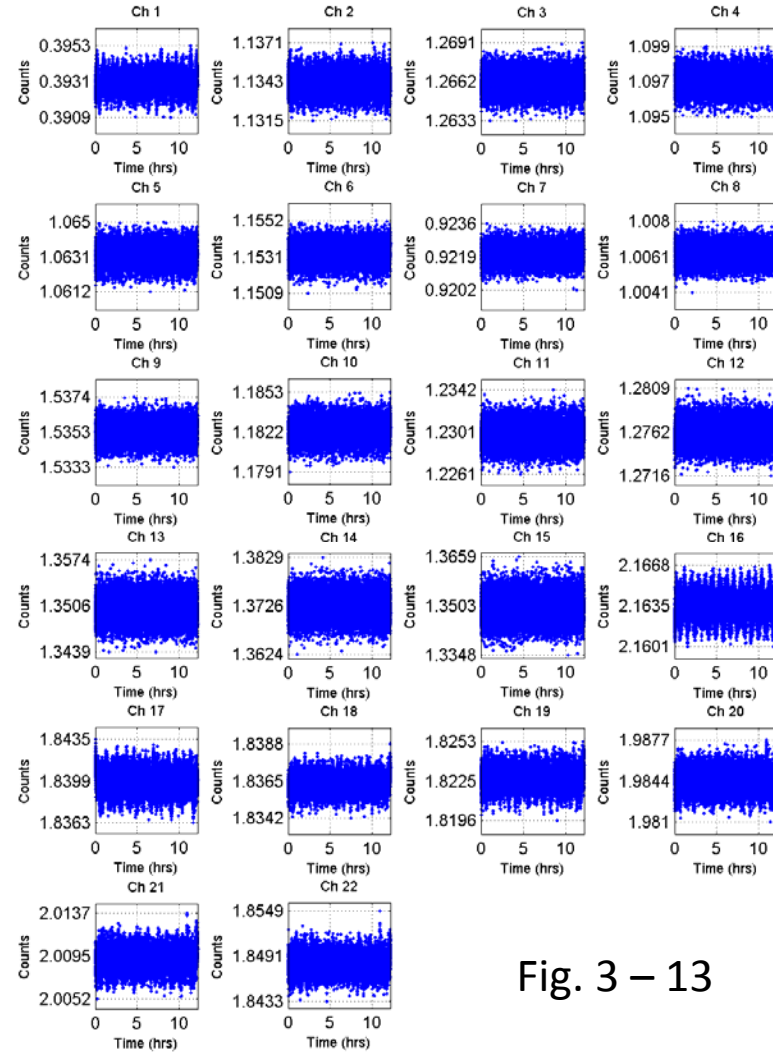 Ch 1
Counts
0.3953
0.3931
0.3909
0 5 10
Time (hrs)
Ch 2
Counts
1.1371
1.1343
1.1315
0 5 10
Time (hrs)
Ch 3
Counts
1.2691
1.2662
1.2633
0 5 10
Time (hrs)
Ch 4
Counts
1.099
1.097
1.095
0 5 10
Time (hrs)
Ch 5
Counts
1.065
1.0631
1.0612
0 5 10
Time (hrs)
Ch 6
Counts
1.1552
1.1531
1.1509
0 5 10
Time (hrs)
Ch 7
Counts
0.9236
0.9219
0.9202
0 5 10
Time (hrs)
Ch 8
Counts
1.008
1.0061
1.0041
0 5 10
Time (hrs)
Ch 9
Counts
1.5374
1.5353
1.5333
0 5 10
Time (hrs)
Ch 10
Counts
1.1853
1.1822
1.1791
0 5 10
Time (hrs)
Ch 11
Counts
1.2342
1.2301
1.2261
0 5 10
Time (hrs)
Ch 12
Counts
1.2809
1.2762
1.2716
0 5 10
Time (hrs)
Ch 13
Counts
1.3574
1.3506
1.3439
0 5 10
Time (hrs)
Ch 14
Counts
1.3829
1.3726
1.3624
0 5 10
Time (hrs)
Ch 15
Counts
1.3659
1.3503
1.3348
0 5 10
Time (hrs)
Ch 16
Counts
2.1668
2.1635
2.1601
0 5 10
Time (hrs)
Ch 17
Counts
1.8435
1.8399
1.8363
0 5 10
Time (hrs)
Ch 18
Counts
1.8388
1.8365
1.8342
0 5 10
Time (hrs)
Ch 19
Counts
1.8253
1.8225
1.8196
0 5 10
Time (hrs)
Ch 20
Counts
1.9877
1.9844
1.981
0 5 10
Time (hrs)
Ch 21
Counts
2.0137
2.0095
2.0052
0 5 10
Time (hrs)
Ch 22
Counts
1.8549
1.8491
1.8433
0 5 10
Time (hrs)
Fig. 3 – 13